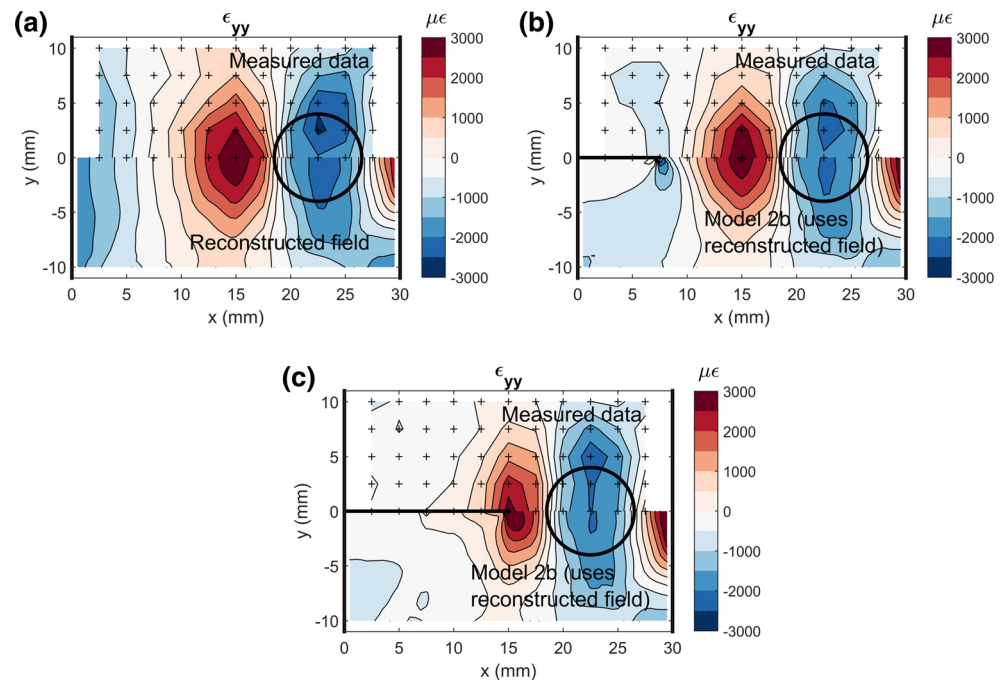 (a)
ϵyy
μϵ
10
5
0
-5
-10
y (mm)
Measured data
Reconstructed field
0 5 10 15 20 25 30
x (mm)
3000
2000
1000
0
-1000
-2000
-3000
(b)
ϵyy
μϵ
10
5
0
-5
-10
y (mm)
Measured data
Model 2b (uses
reconstructed field)
0 5 10 15 20 25 30
x (mm)
3000
2000
1000
0
-1000
-2000
-3000
(c)
ϵyy
μϵ
10
5
0
-5
-10
y (mm)
Measured data
Model 2b (uses
reconstructed field)
0 5 10 15 20 25 30
x (mm)
3000
2000
1000
0
-1000
-2000
-3000